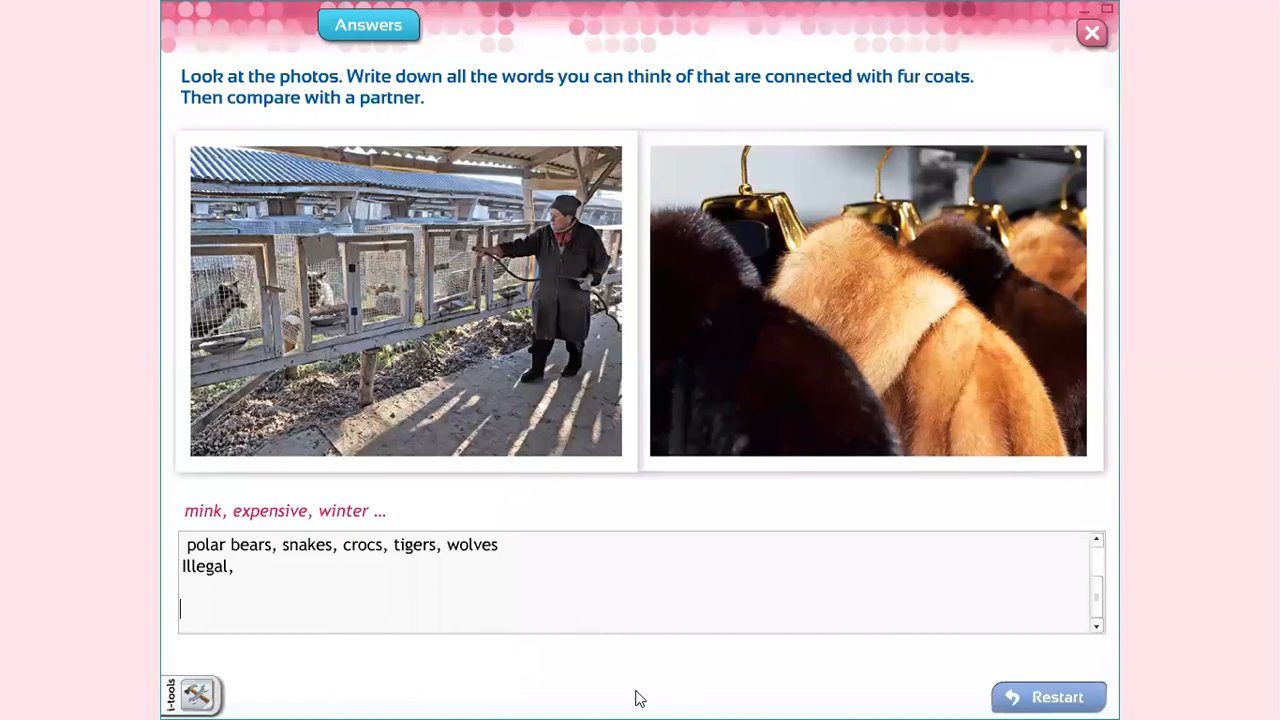 Answers
Look at the photos. Write down all the words you can think of that are connected with fur coats.
Then compare with a partner.
mink, expensive, winter ...
polar bears, snakes, crocs, tigers, wolves
Illegal,
i-tools
Restart